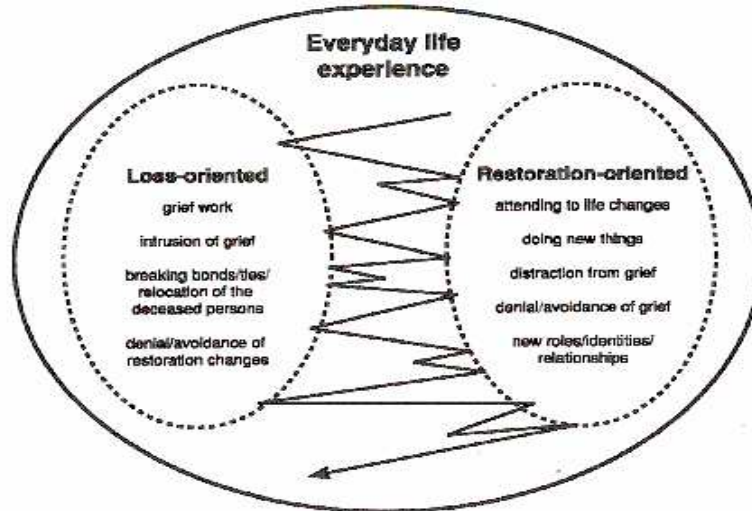 Everyday life
experience
Loss-oriented
grief work
intrusion of grief
breaking bonds/ties/
relocation of the
deceased persons
denial/avoidance of
restoration changes
Restoration-oriented
attending to life changes
doing new things
distraction from grief
denial/avoidance of grief
new roles/identities/
relationships